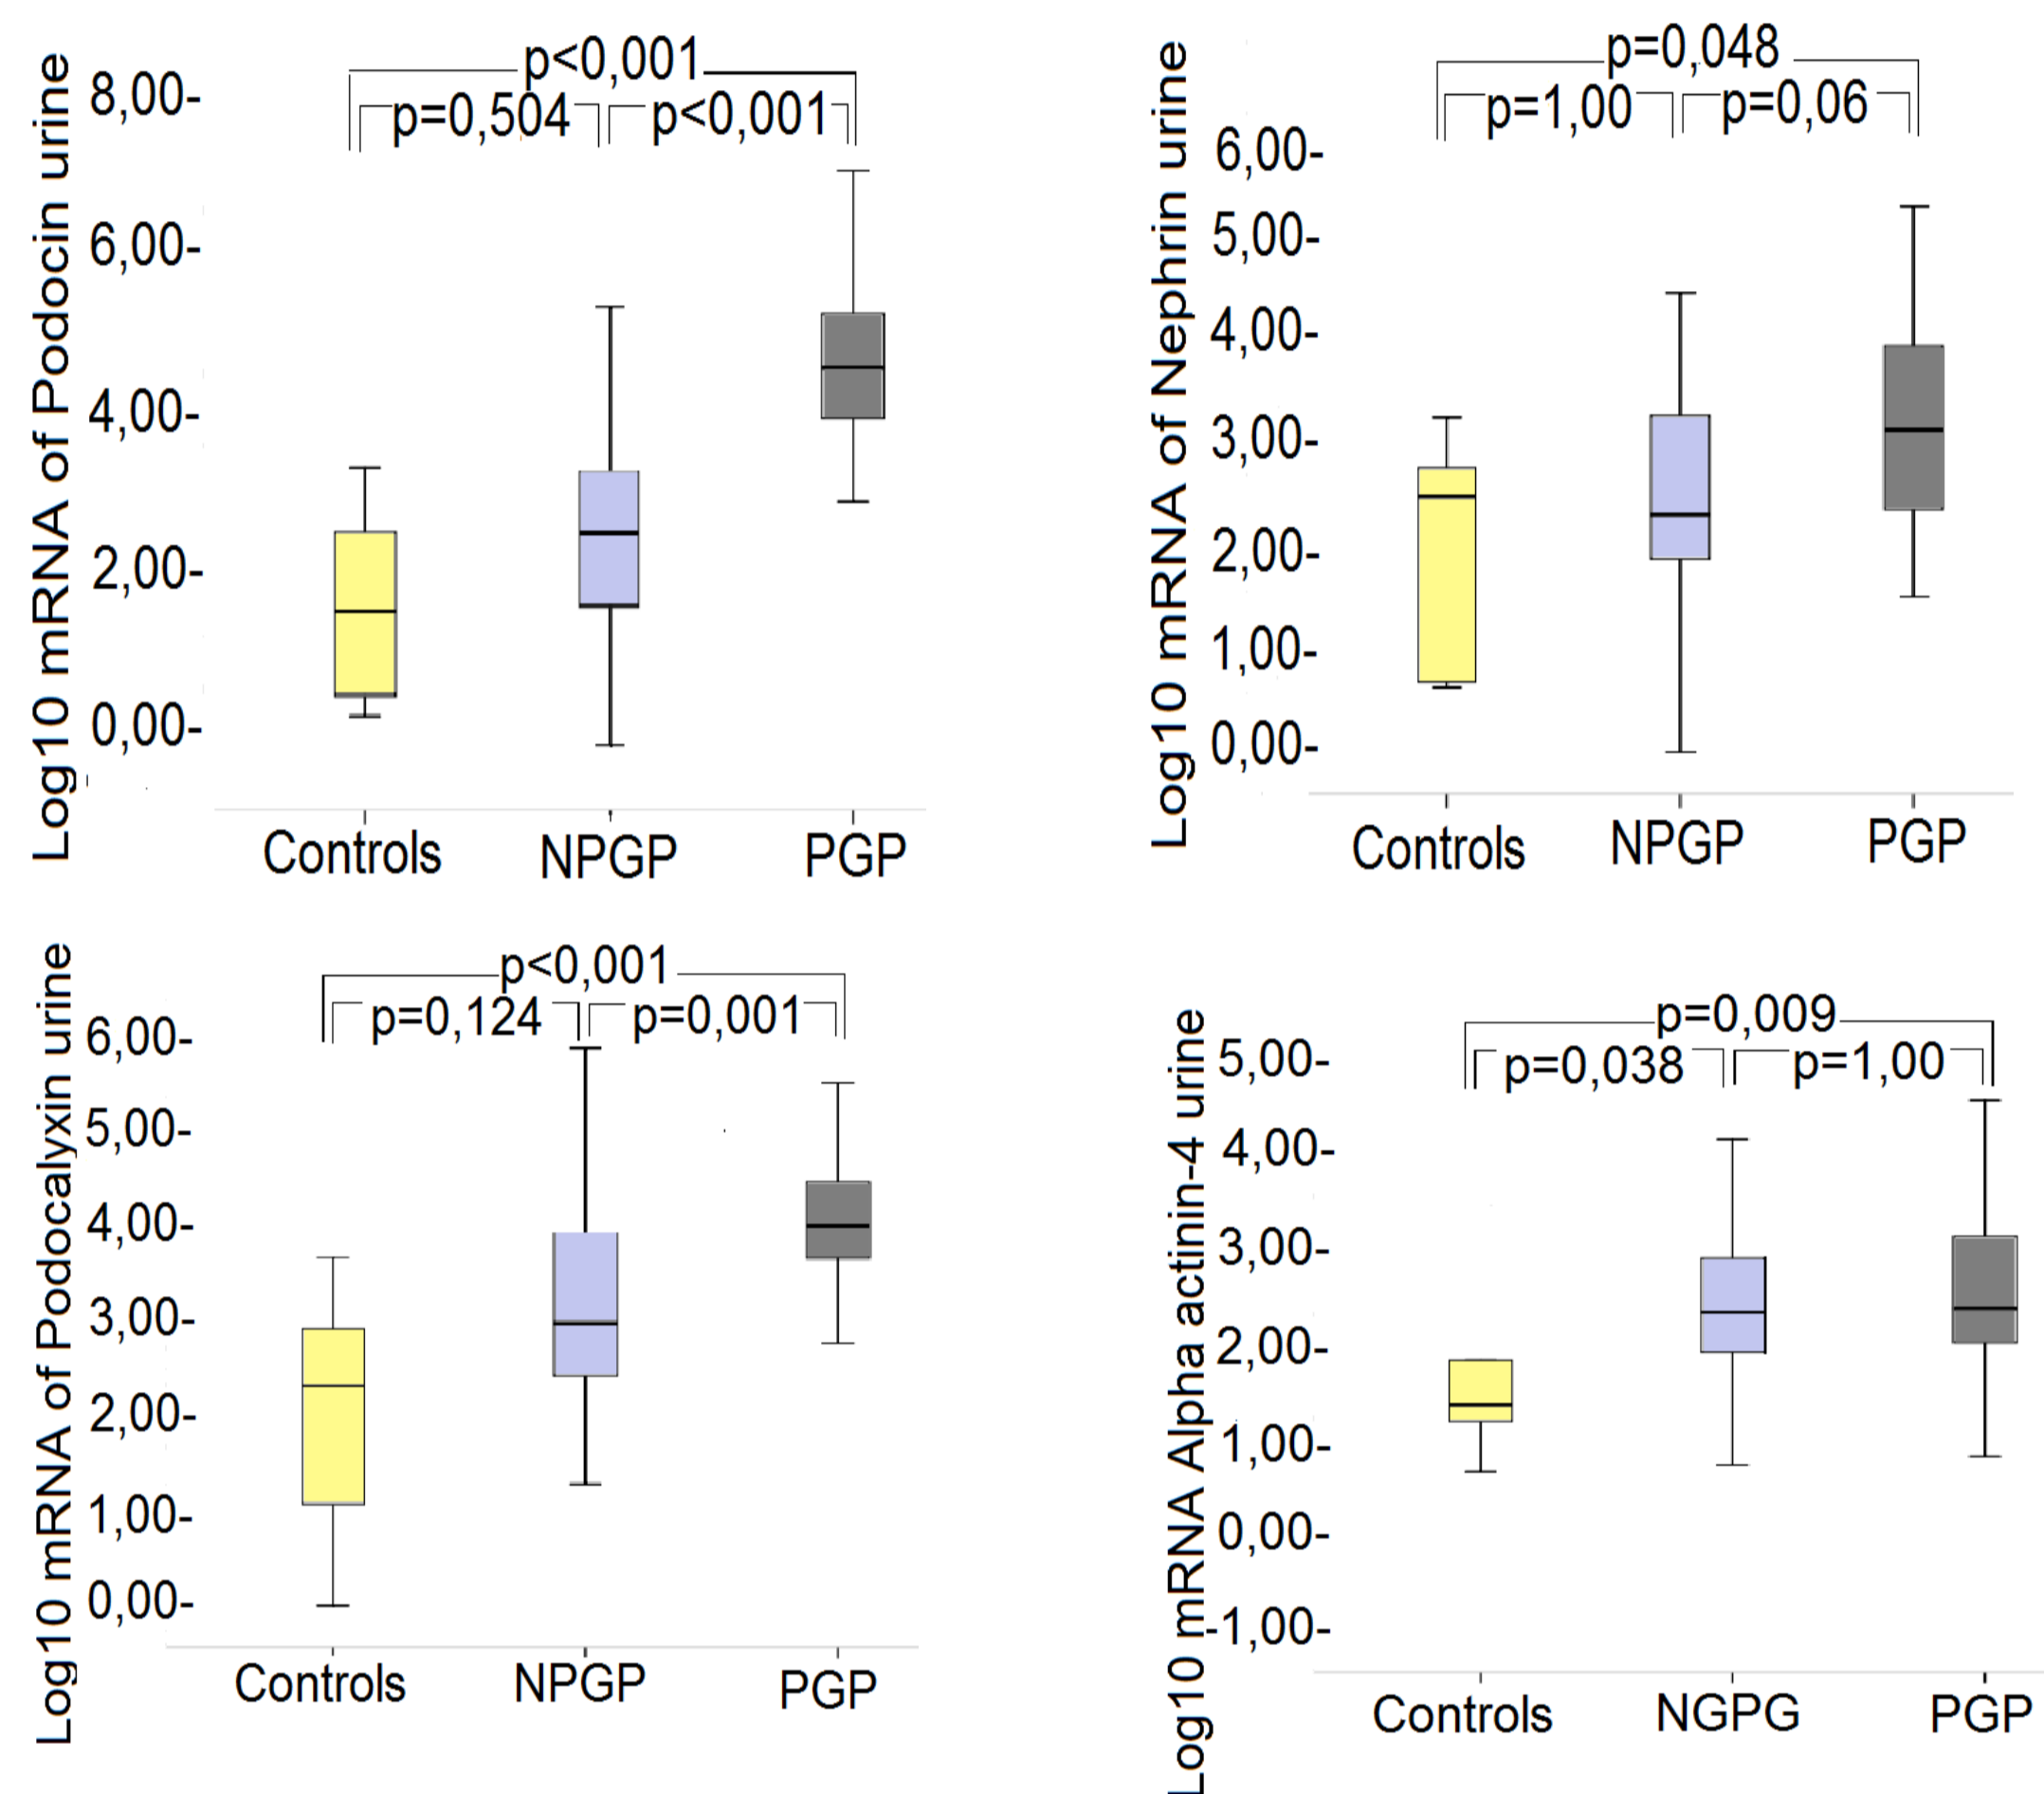 Log10 mRNA of Podocin urine
p<0,001
p=0,504 p<0,001
8,00-
6,00-
4,00-
2,00-
0,00-
Controls NPGP PGP
Log10 mRNA of Nephrin urine
p=0,048
p=1,00 p=0,06
6,00-
5,00-
4,00-
3,00-
2,00-
1,00-
0,00-
Controls NPGP PGP
Log10 mRNA of Podocalyxin urine
p<0,001
p=0,124 p=0,001
6,00-
5,00-
4,00-
3,00-
2,00-
1,00-
0,00-
Controls NPGP PGP
Log10 mRNA Alpha actinin-4 urine
p=0,009
p=0,038 p=1,00
5,00-
4,00-
3,00-
2,00-
1,00-
0,00-
-1,00-
Controls NGPG PGP